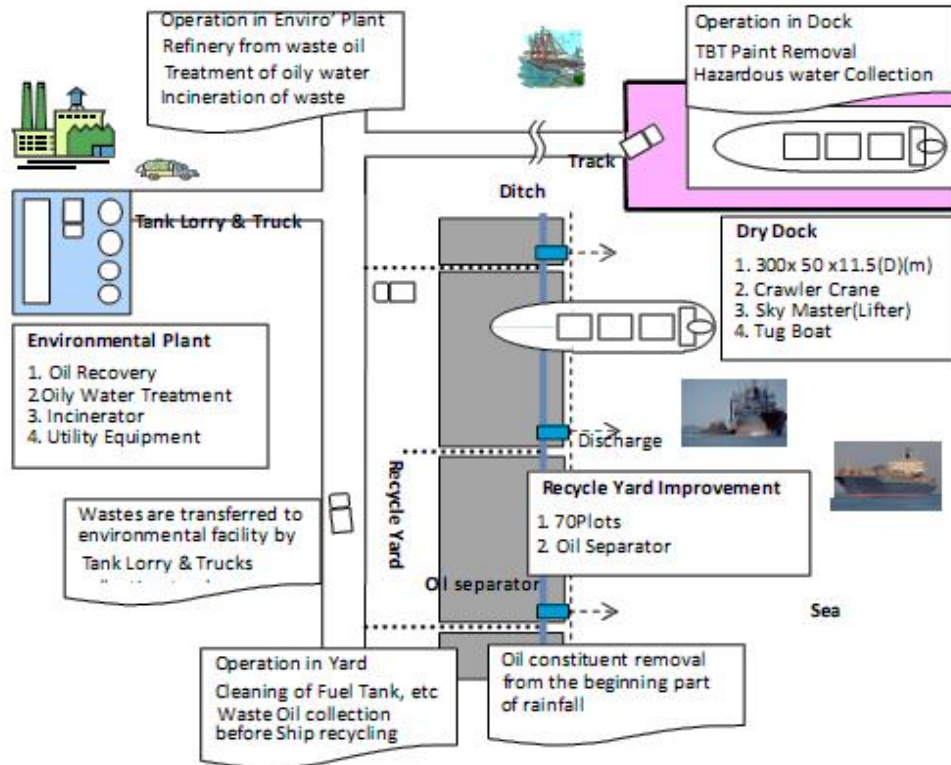 Operation in Enviro' Plant
Refinery from waste oil
Treatment of oily water
Incineration of waste
Operation in Dock
TBT Paint Removal
Hazardous water Collection
Track
Ditch
Tank Lorry & Truck
Dry Dock
1. 300x 50 x11.5(D)(m)
2. Crawler Crane
3. Sky Master(Lifter)
4. Tug Boat
Environmental Plant
1. Oil Recovery
2.Oily Water Treatment
3. Incinerator
4. Utility Equipment
Discharge
Recycle Yard
Recycle Yard Improvement
1. 70Plots
2. Oil Separator
Wastes are transferred to
environmental facility by
Tank Lorry & Trucks
Oil separator
Sea
Operation in Yard
Cleaning of Fuel Tank, etc
Waste Oil collection
before Ship recycling
Oil constituent removal
from the beginning part
of rainfall